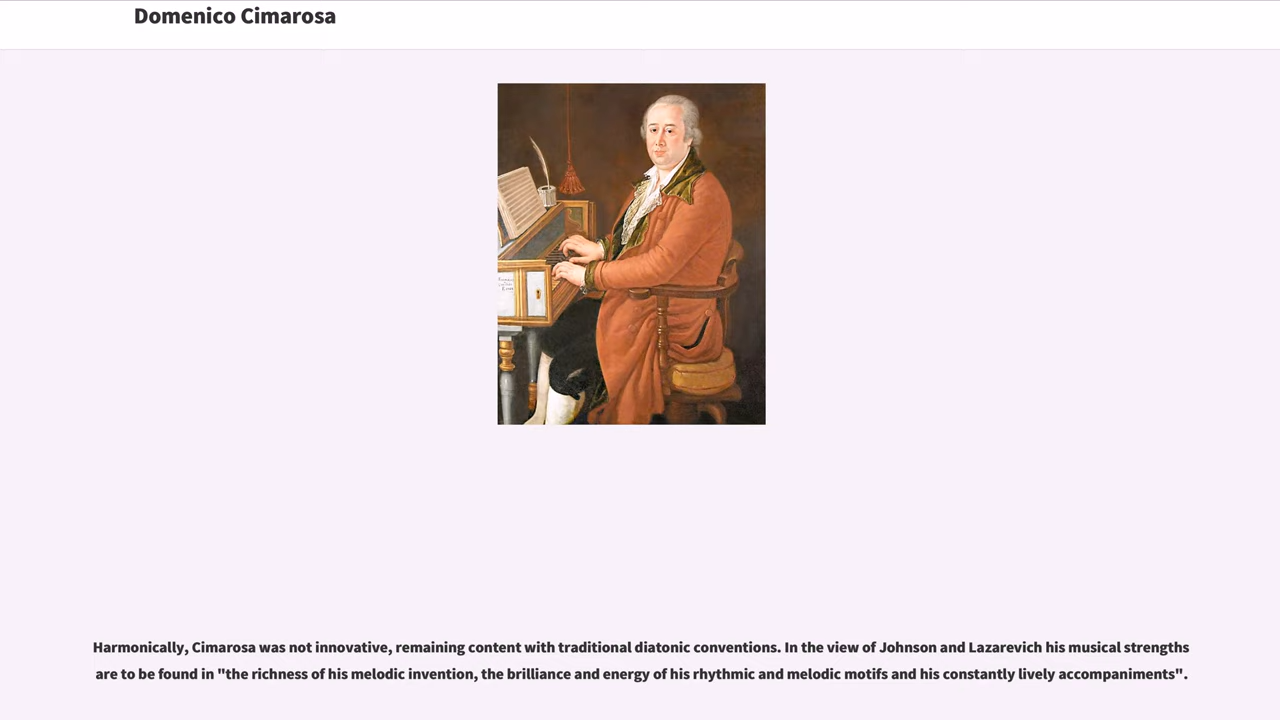 Domenico Cimarosa
Harmonically, Cimarosa was not innovative, remaining content with traditional diatonic conventions. In the view of Johnson and Lazarevich his musical strengths
are to be found in "the richness of his melodic invention, the brilliance and energy of his rhythmic and melodic motifs and his constantly lively accompaniments".